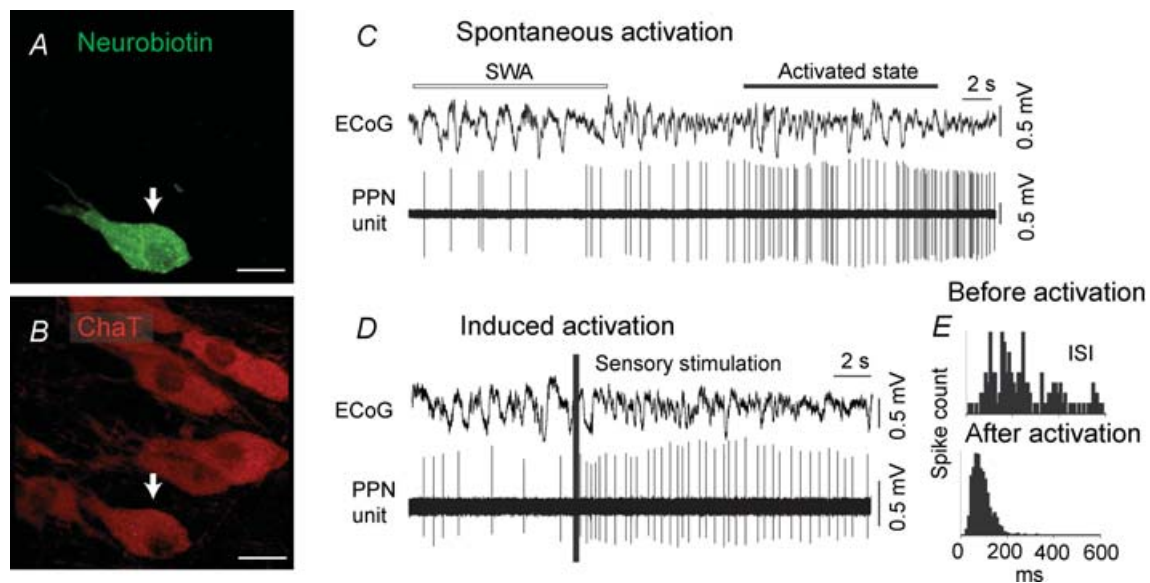 A Neurobiotin
B ChaT
C Spontaneous activation
SWA
Activated state
2 s
ECoG
0.5 mV
PPN
unit
0.5 mV
D Induced activation
Sensory stimulation
2 s
ECoG
0.5 mV
PPN
unit
0.5 mV
Before activation
E
ISI
Spike count
After activation
0 200 400 600
ms